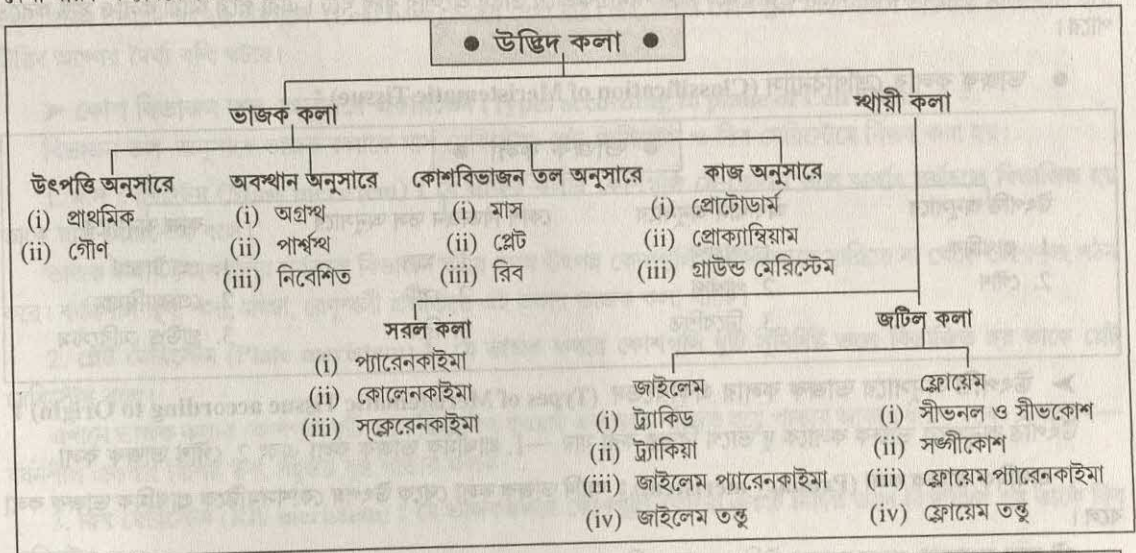 ● উদ্ভিদ কলা ●
ভাজক কলা
স্থায়ী কলা
উৎপত্তি অনুসারে
(i) প্রাথমিক
(ii) গৌণ
অবস্থান অনুসারে
(i) অগ্রস্থ
(ii) পার্শ্বস্থ
(iii) নিবেশিত
কোশবিভাজন তল অনুসারে
(i) মাস
(ii) প্লেট
(iii) রিব
কাজ অনুসারে
(i) প্রোটোডার্ম
(ii) প্রোক্যাম্বিয়াম
(iii) গ্রাউন্ড মেরিস্টেম
সরল কলা
(i) প্যারেনকাইমা
(ii) কোলেনকাইমা
(iii) সক্লেরেনকাইমা
জটিল কলা
জাইলেম
(i) ট্র্যাকিড
(ii) ট্র্যাকিয়া
(iii) জাইলেম প্যারেনকাইমা
(iv) জাইলেম তন্তু
ফ্লোয়েম
(i) সীভনল ও সীভকোশ
(ii) সঙ্গীকোশ
(iii) ফ্লোয়েম প্যারেনকাইমা
(iv) ফ্লোয়েম তন্তু